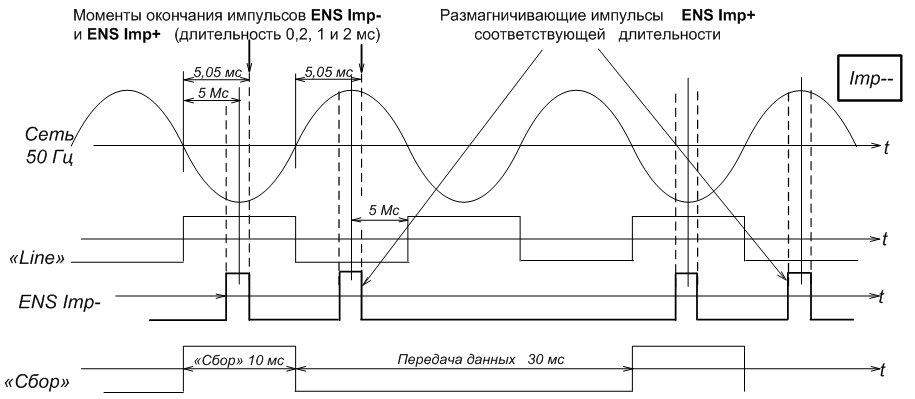 Моменты окончания импульсов ENS Imp-
и ENS Imp+ (длительность 0,2, 1 и 2 мс)
Размагничивающие импульсы ENS Imp+
соответствующей длительности
5,05 мс
5,05 мс
5 Мс
Imp--
Сеть
50 Гц
t
5 Мс
«Line»
t
ENS Imp-
t
«Сбор» 10 мс
Передача данных 30 мс
«Сбор»
t